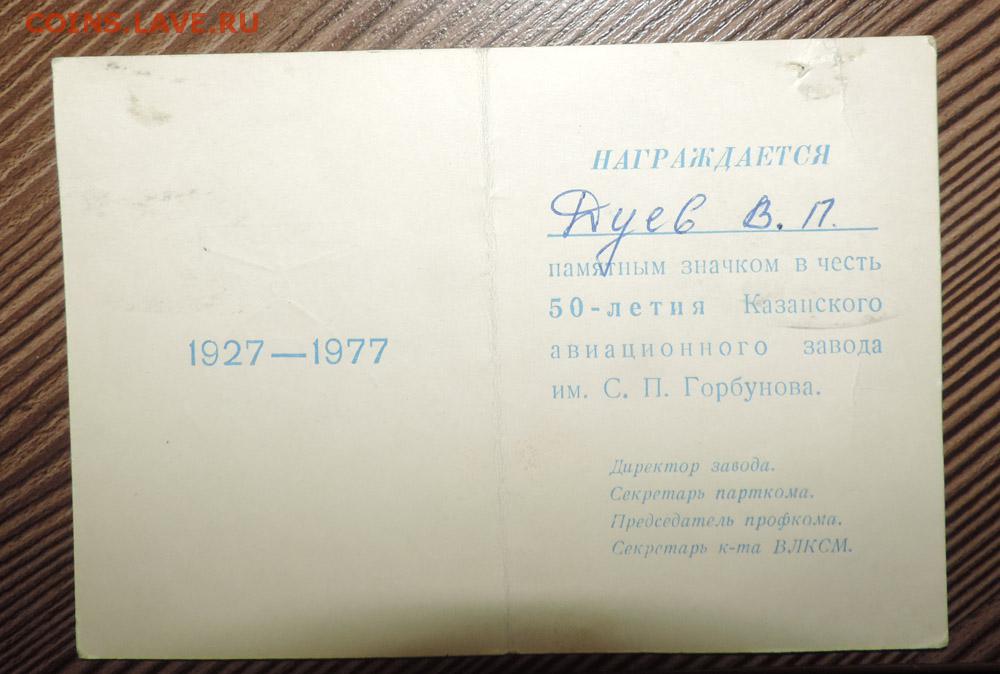 COINS.LAVE.RU
1927—1977
НАГРАЖДАЕТСЯ
Дуев В. П.
памятным значком в честь
50-летия Казанского
авиационного завода
им. С. П. Горбунова.
Директор завода.
Секретарь парткома.
Председатель профкома.
Секретарь к-та ВЛКСМ.